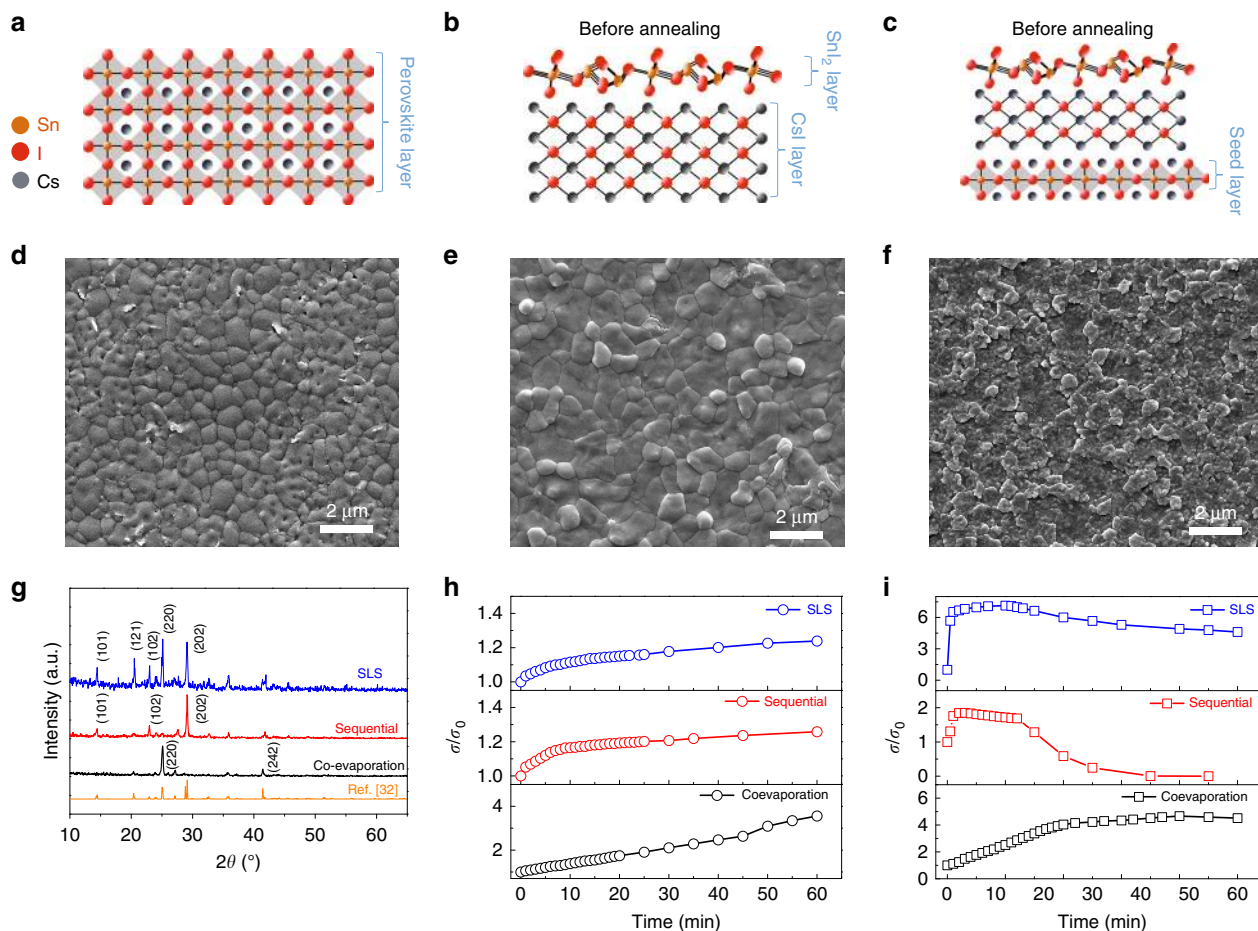 a
Perovskite layer
Sn
I
Cs
b
Before annealing
SnI₂ layer
CsI layer
c
Before annealing
Seed layer
d
2 μm
e
2 μm
f
2 μm
g
(101)
(121)
(102)
(220)
(202)
SLS
(101)
(102)
(202)
Sequential
(220)
(242)
Co-evaporation
Ref. [32]
Intensity (a.u.)
10 20 30 40 50 60
2θ (°)
h
1.4
1.2
1.0
SLS
1.4
1.2
1.0
Sequential
4
2
Coevaporation
σ/σ₀
0 10 20 30 40 50 60
Time (min)
i
6
3
0
SLS
2
1
0
Sequential
6
4
2
0
Coevaporation
σ/σ₀
0 10 20 30 40 50 60
Time (min)